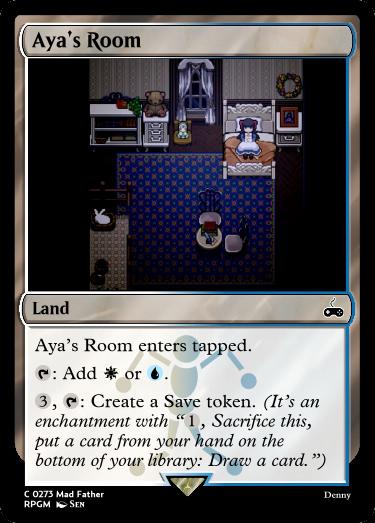 Aya's Room
Land
Aya's Room enters tapped.
: Add or .
3, : Create a Save token. (It's an
enchantment with “1, Sacrifice this,
put a card from your hand on the
bottom of your library: Draw a card.”)
C 0273 Mad Father
RPGM SEN
Denny